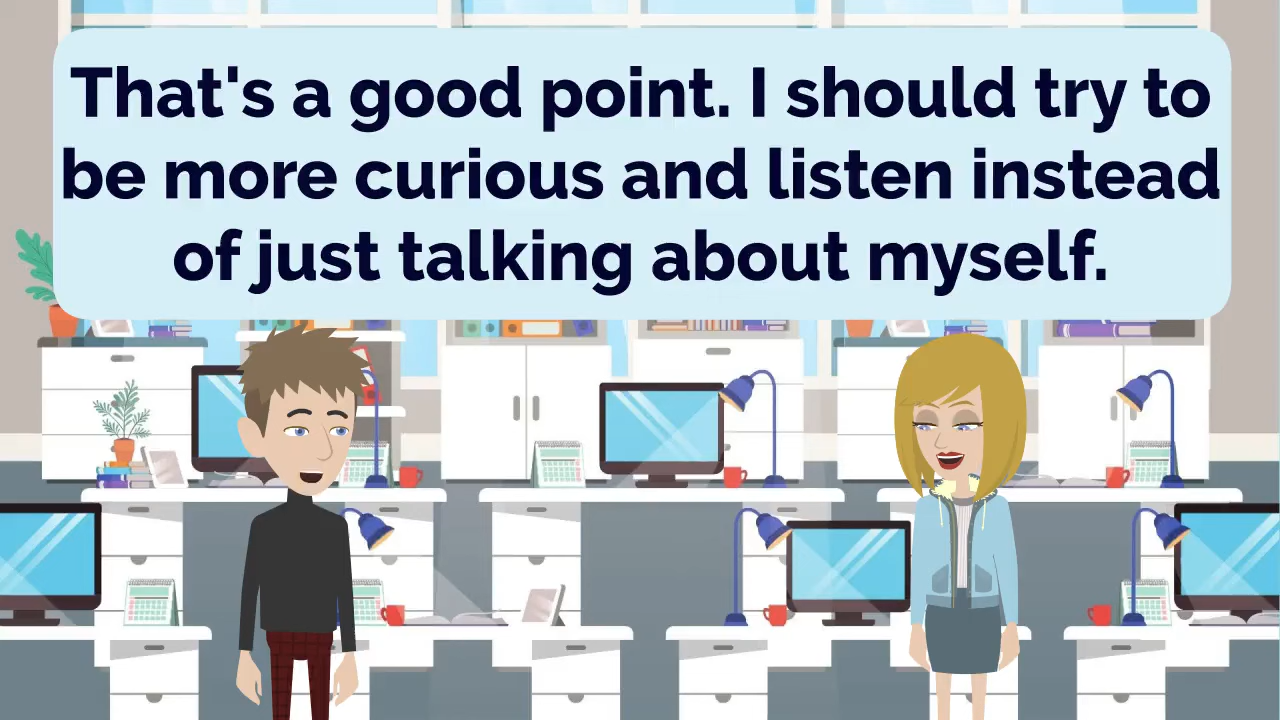 That's a good point. I should try to
be more curious and listen instead
of just talking about myself.